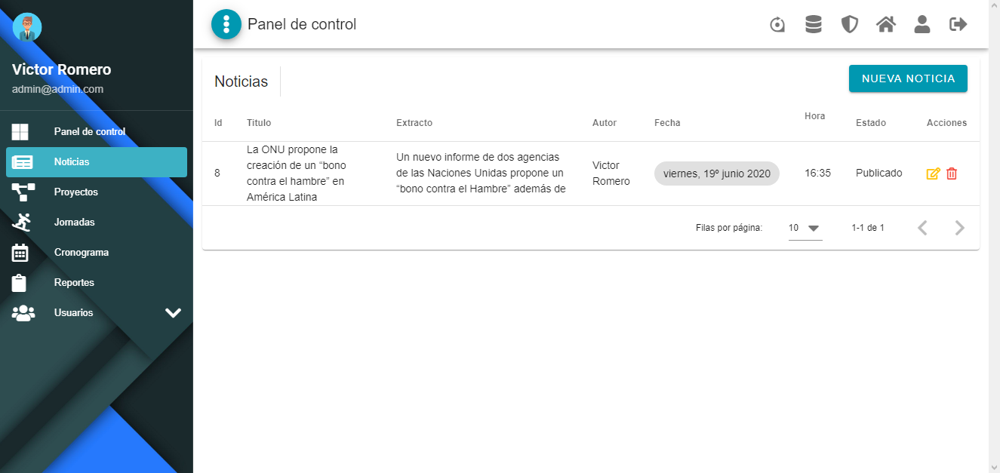 Victor Romero
admin@admin.com
Panel de control
Noticias
Proyectos
Jornadas
Cronograma
Reportes
Usuarios
Panel de control
Noticias
NUEVA NOTICIA
Id Titulo Extracto Autor Fecha Hora Estado Acciones
8
La ONU propone la
creación de un “bono
contra el hambre” en
América Latina
Un nuevo informe de dos agencias
de las Naciones Unidas propone un
“bono contra el Hambre” además de
Victor
Romero
viernes, 19º junio 2020
16:35
Publicado
Filas por página: 10 1-1 de 1